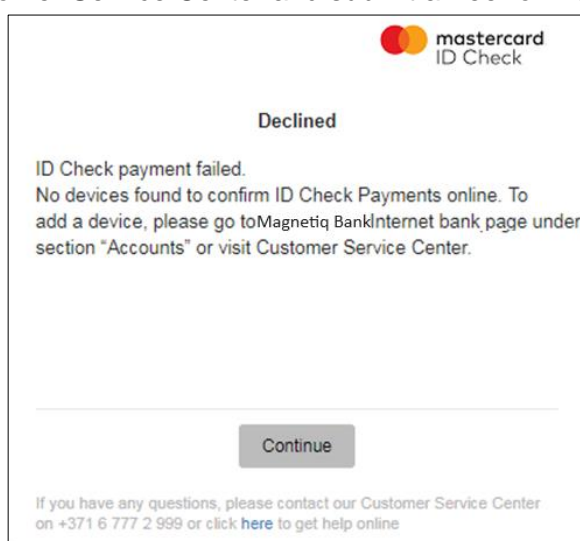 mastercard
ID Check
Declined
ID Check payment failed.
No devices found to confirm ID Check Payments online. To
add a device, please go toMagnetiq BankInternet bank page under
section “Accounts” or visit Customer Service Center.
Continue
If you have any questions, please contact our Customer Service Center
on +371 6 777 2 999 or click here to get help online